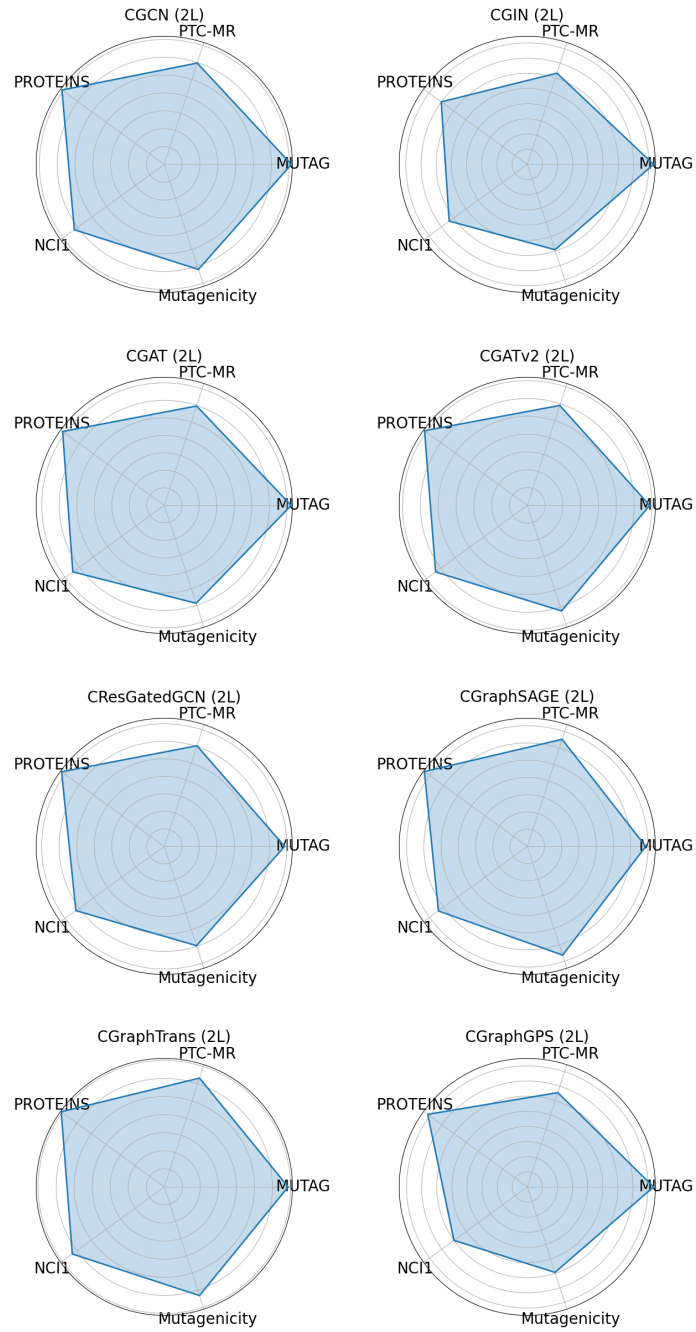 CGCN (2L)
PTC-MR
PROTEINS
MUTAG
NCI1
Mutagenicity
CGIN (2L)
PTC-MR
PROTEINS
MUTAG
NCI1
Mutagenicity
CGAT (2L)
PTC-MR
PROTEINS
MUTAG
NCI1
Mutagenicity
CGATv2 (2L)
PTC-MR
PROTEINS
MUTAG
NCI1
Mutagenicity
CResGatedGCN (2L)
PTC-MR
PROTEINS
MUTAG
NCI1
Mutagenicity
CGraphSAGE (2L)
PTC-MR
PROTEINS
MUTAG
NCI1
Mutagenicity
CGraphTrans (2L)
PTC-MR
PROTEINS
MUTAG
NCI1
Mutagenicity
CGraphGPS (2L)
PTC-MR
PROTEINS
MUTAG
NCI1
Mutagenicity